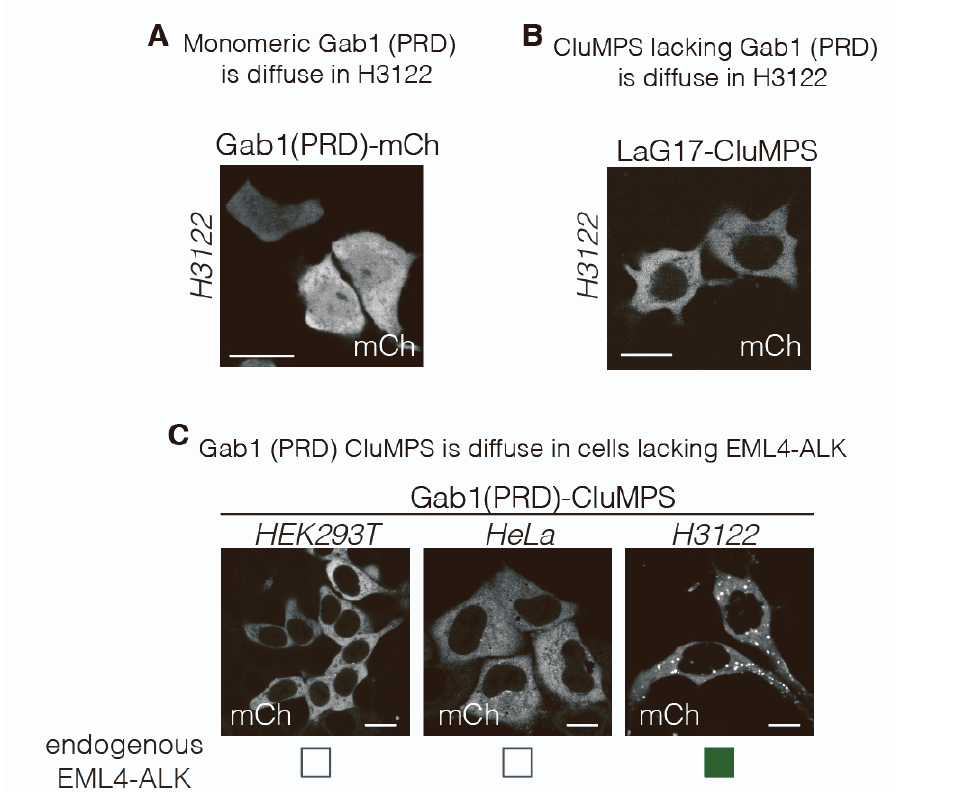 A Monomeric Gab1 (PRD)
is diffuse in H3122
Gab1(PRD)-mCh
H3122
mCh
B CluMPS lacking Gab1 (PRD)
is diffuse in H3122
LaG17-CluMPS
H3122
mCh
C Gab1 (PRD) CluMPS is diffuse in cells lacking EML4-ALK
Gab1(PRD)-CluMPS
HEK293T HeLa H3122
mCh mCh mCh
endogenous
EML4-ALK